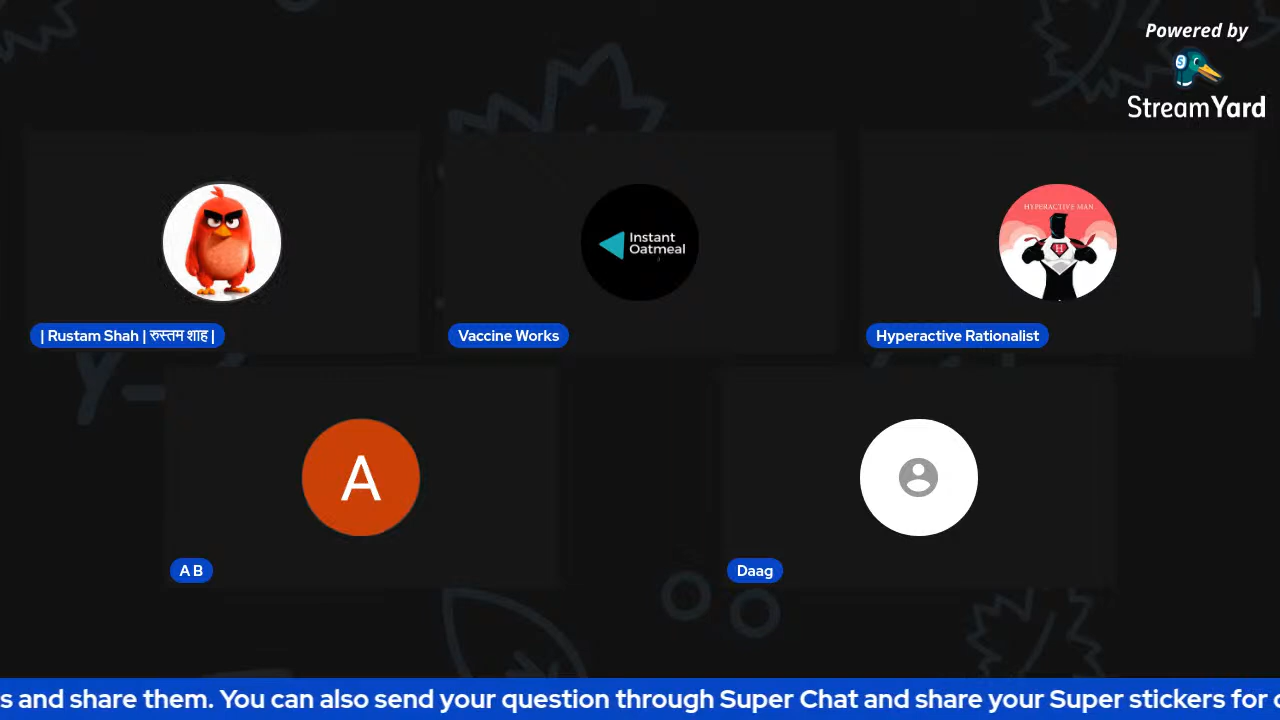 Powered by
StreamYard
Instant
Oatmeal
HYPERACTIVE MAN
H
| Rustam Shah | रुस्तम शाह |
Vaccine Works
Hyperactive Rationalist
A
A B
Daag
s and share them. You can also send your question through Super Chat and share your Super stickers for